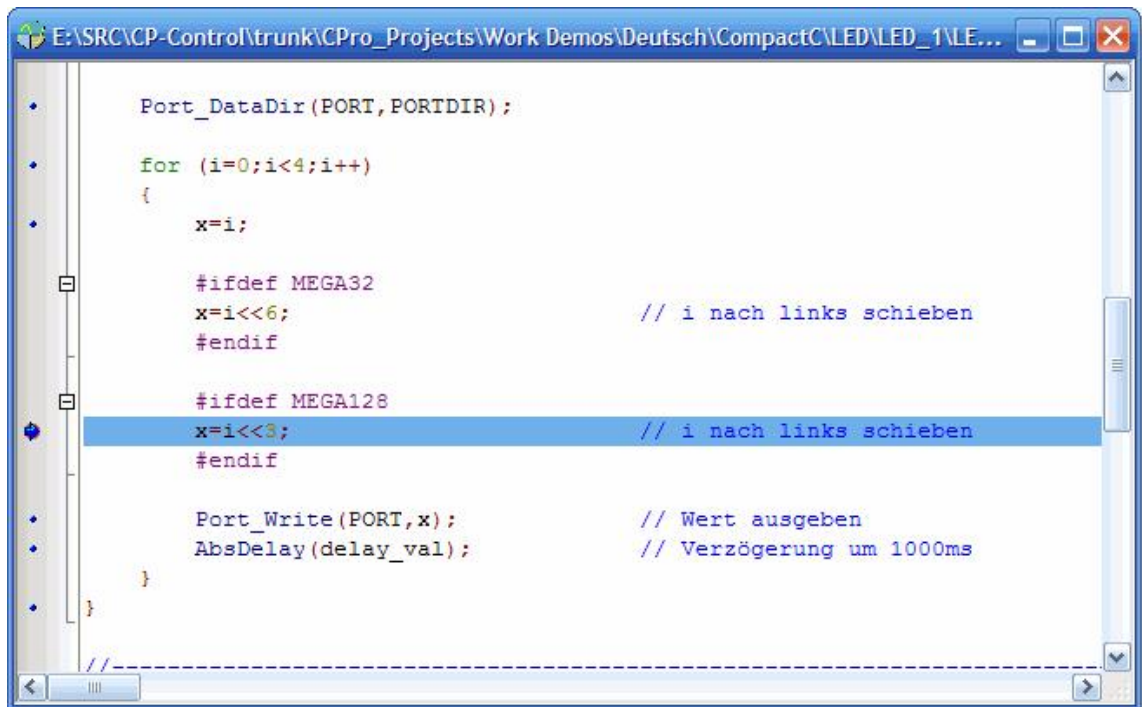 E:\SRC\CP-Control\trunk\CPro_Projects\Work Demos\Deutsch\CompactC\LED\LED_1\LE...
Port_DataDir(PORT,PORTDIR);
for (i=0;i<4;i++)
{
x=i;
#ifdef MEGA32
x=i<<6; // i nach links schieben
#endif
#ifdef MEGA128
x=i<<3; // i nach links schieben
#endif
Port_Write(PORT,x); // Wert ausgeben
AbsDelay(delay_val); // Verzögerung um 1000ms
}
}
//------------------------------------------------------------------------